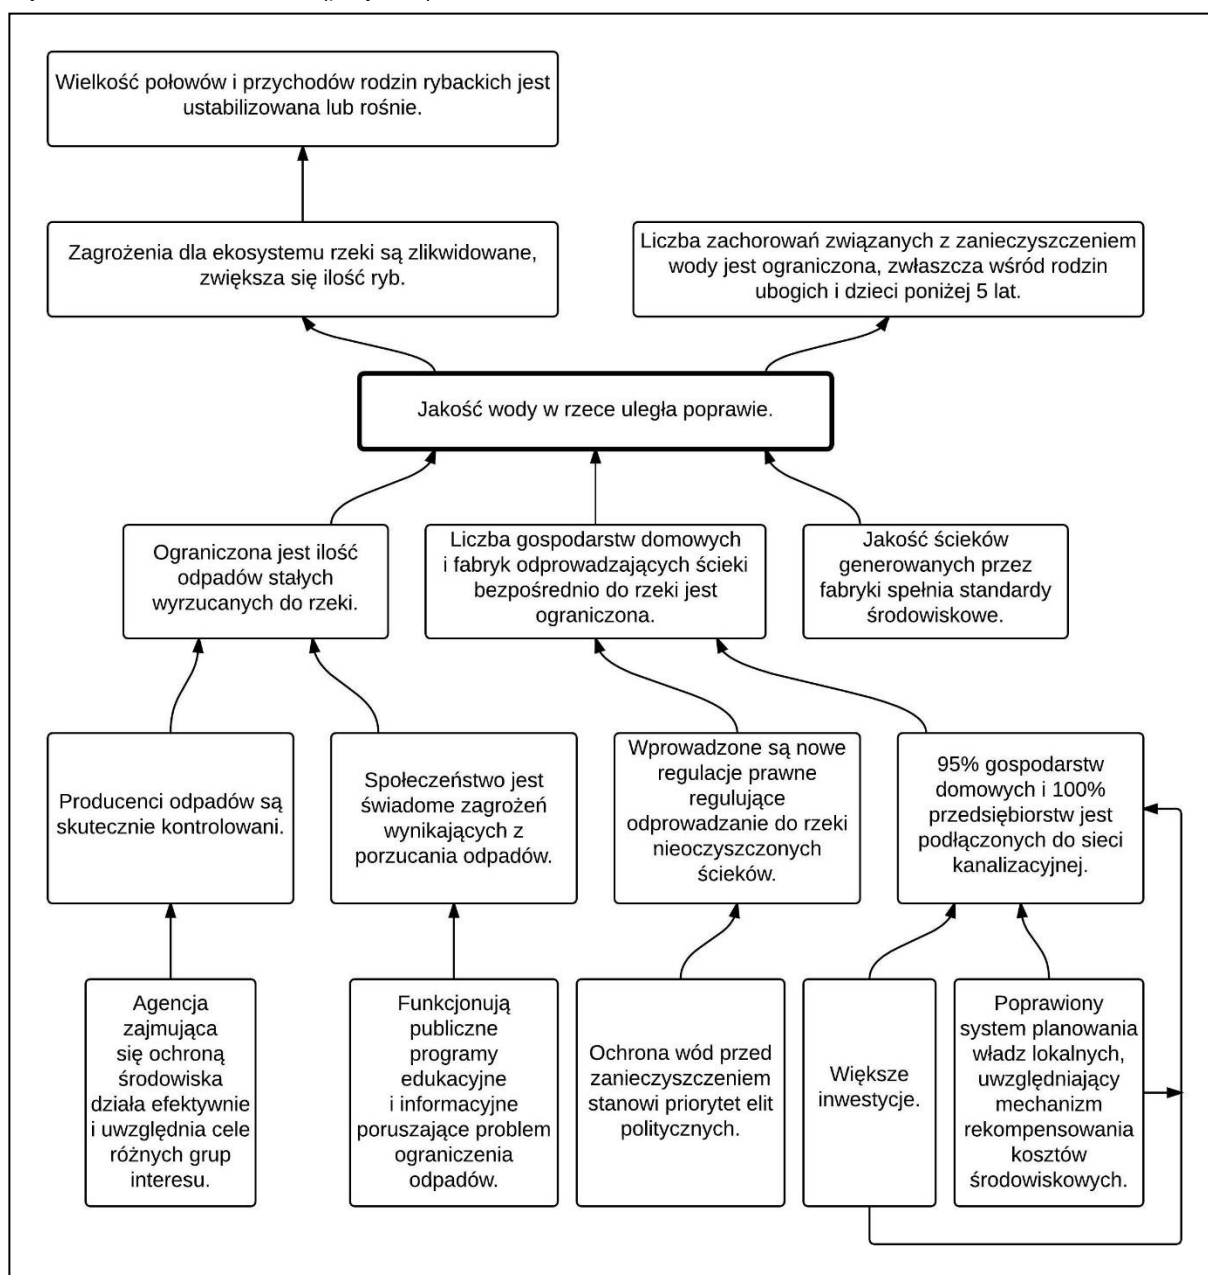 Wielkość połowów i przychodów rodzin rybackich jest
ustabilizowana lub rośnie.
Zagrożenia dla ekosystemu rzeki są zlikwidowane,
zwiększa się ilość ryb.
Liczba zachorowań związanych z zanieczyszczeniem
wody jest ograniczona, zwłaszcza wśród rodzin
ubogich i dzieci poniżej 5 lat.
Jakość wody w rzece uległa poprawie.
Ograniczona jest ilość
odpadów stałych
wyrzucanych do rzeki.
Liczba gospodarstw domowych
i fabryk odprowadzających ścieki
bezpośrednio do rzeki jest
ograniczona.
Jakość ścieków
generowanych przez
fabryki spełnia standardy
środowiskowe.
Producenci odpadów są
skutecznie kontrolowani.
Społeczeństwo jest
świadome zagrożeń
wynikających z
porzucania odpadów.
Wprowadzone są nowe
regulacje prawne
regulujące
odprowadzanie do rzeki
nieoczyszczonych
ścieków.
95% gospodarstw
domowych i 100%
przedsiębiorstw jest
podłączonych do sieci
kanalizacyjnej.
Agencja
zajmująca
się ochroną
środowiska
działa efektywnie
i uwzględnia cele
różnych grup
interesu.
Funkcjonują
publiczne
programy
edukacyjne
i informacyjne
poruszające problem
ograniczenia
odpadów.
Ochrona wód przed
zanieczyszczeniem
stanowi priorytet elit
politycznych.
Większe
inwestycje.
Poprawiony
system planowania
władz lokalnych,
uwzględniający
mechanizm
rekompensowania
kosztów
środowiskowych.